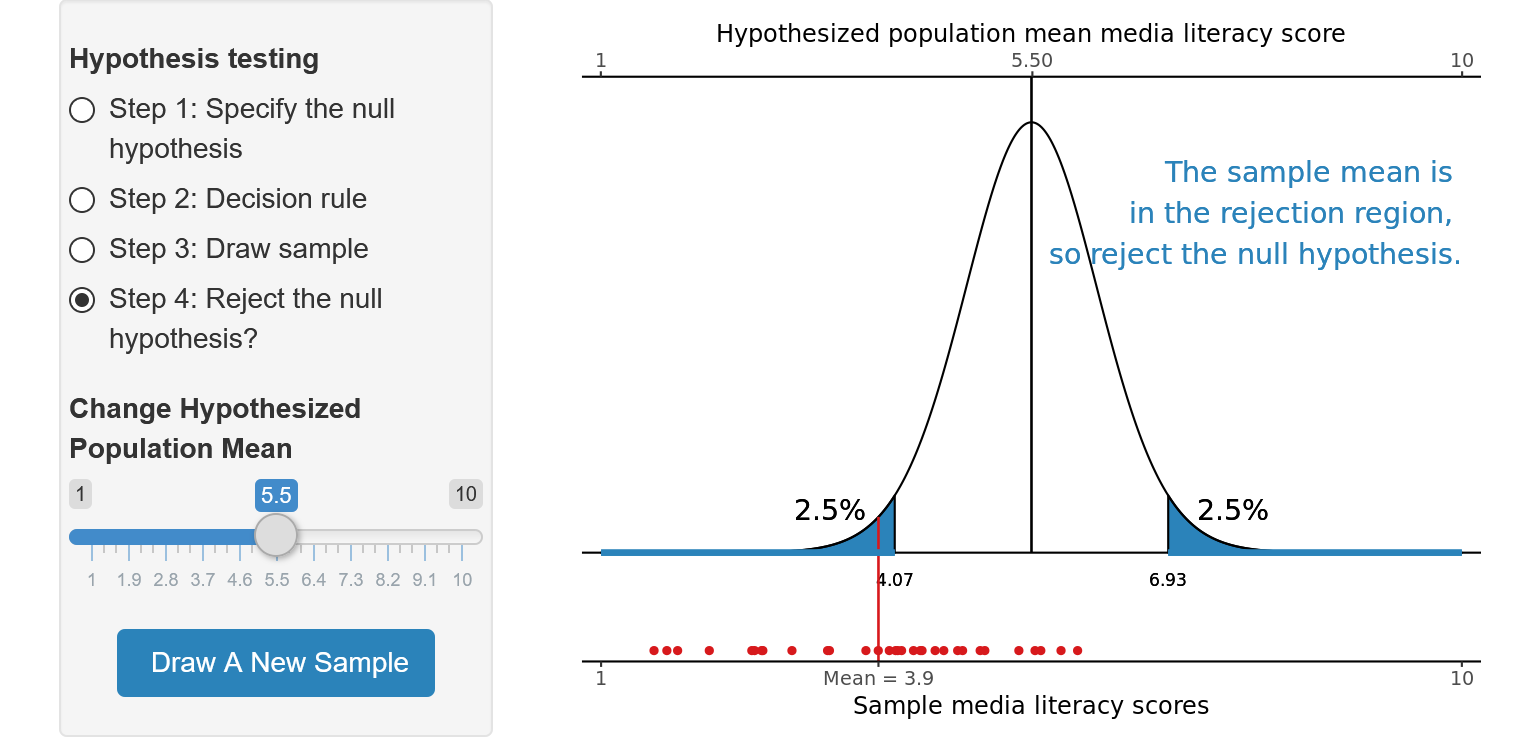 Hypothesis testing
Step 1: Specify the null
hypothesis
Step 2: Decision rule
Step 3: Draw sample
Step 4: Reject the null
hypothesis?
Change Hypothesized
Population Mean
1 5.5 10
1 1.9 2.8 3.7 4.6 5.5 6.4 7.3 8.2 9.1 10
Draw A New Sample
Hypothesized population mean media literacy score
1 5.50 10
The sample mean is
in the rejection region,
so reject the null hypothesis.
2.5% 2.5%
4.07 6.93
1 Mean = 3.9 10
Sample media literacy scores